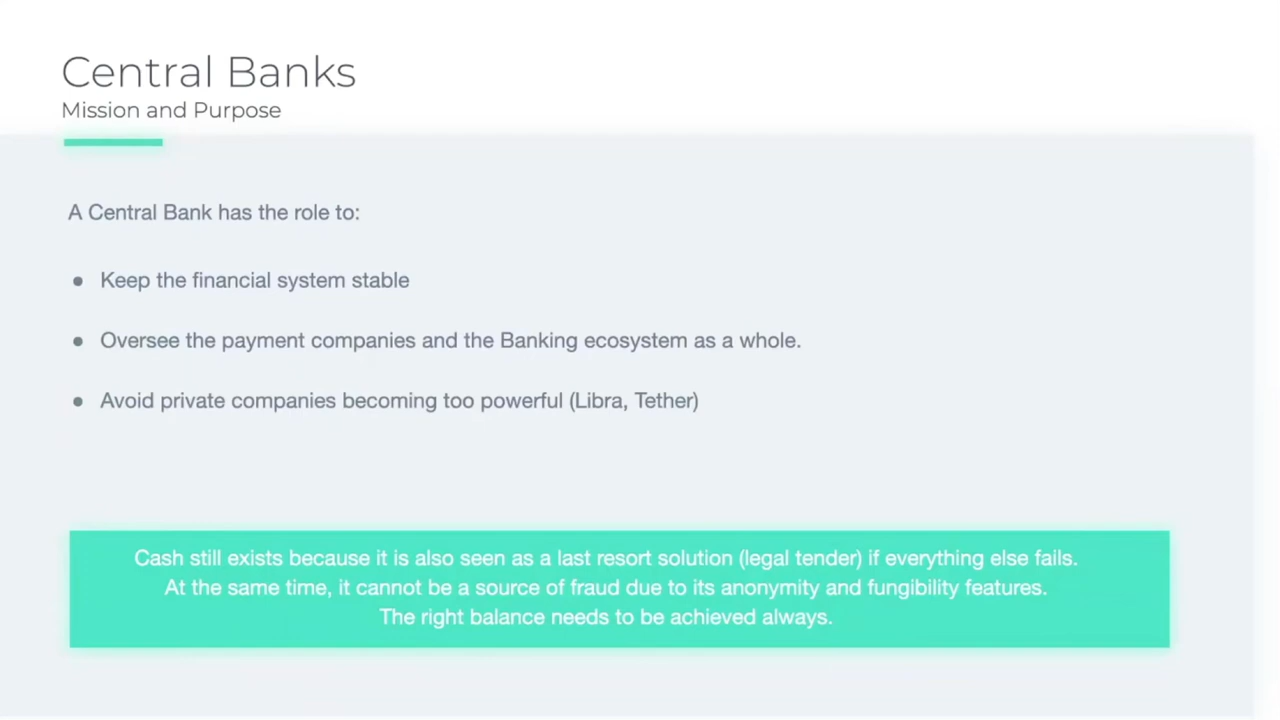 Central Banks
Mission and Purpose
A Central Bank has the role to:
● Keep the financial system stable
● Oversee the payment companies and the Banking ecosystem as a whole.
● Avoid private companies becoming too powerful (Libra, Tether)
Cash still exists because it is also seen as a last resort solution (legal tender) if everything else fails.
At the same time, it cannot be a source of fraud due to its anonymity and fungibility features.
The right balance needs to be achieved always.